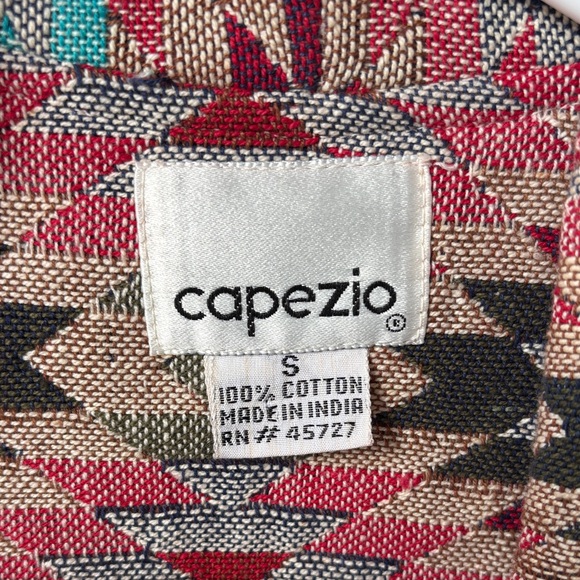 capezio®
S
100% COTTON
MADE IN INDIA
RN # 45727